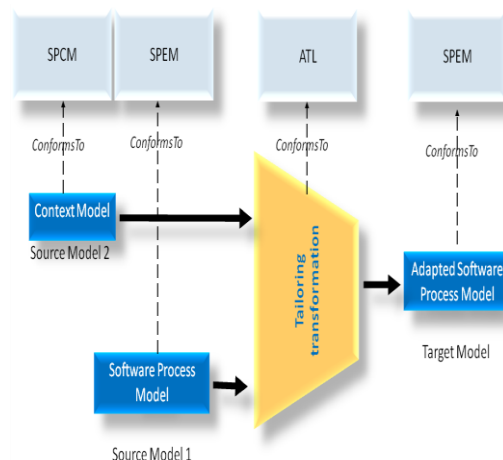 SPCM
SPEM
ATL
SPEM
ConformsTo
ConformsTo
ConformsTo
ConformsTo
Context Model
Source Model 2
Tailoring
transformation
Adapted Software
Process Model
Target Model
Software Process
Model
Source Model 1